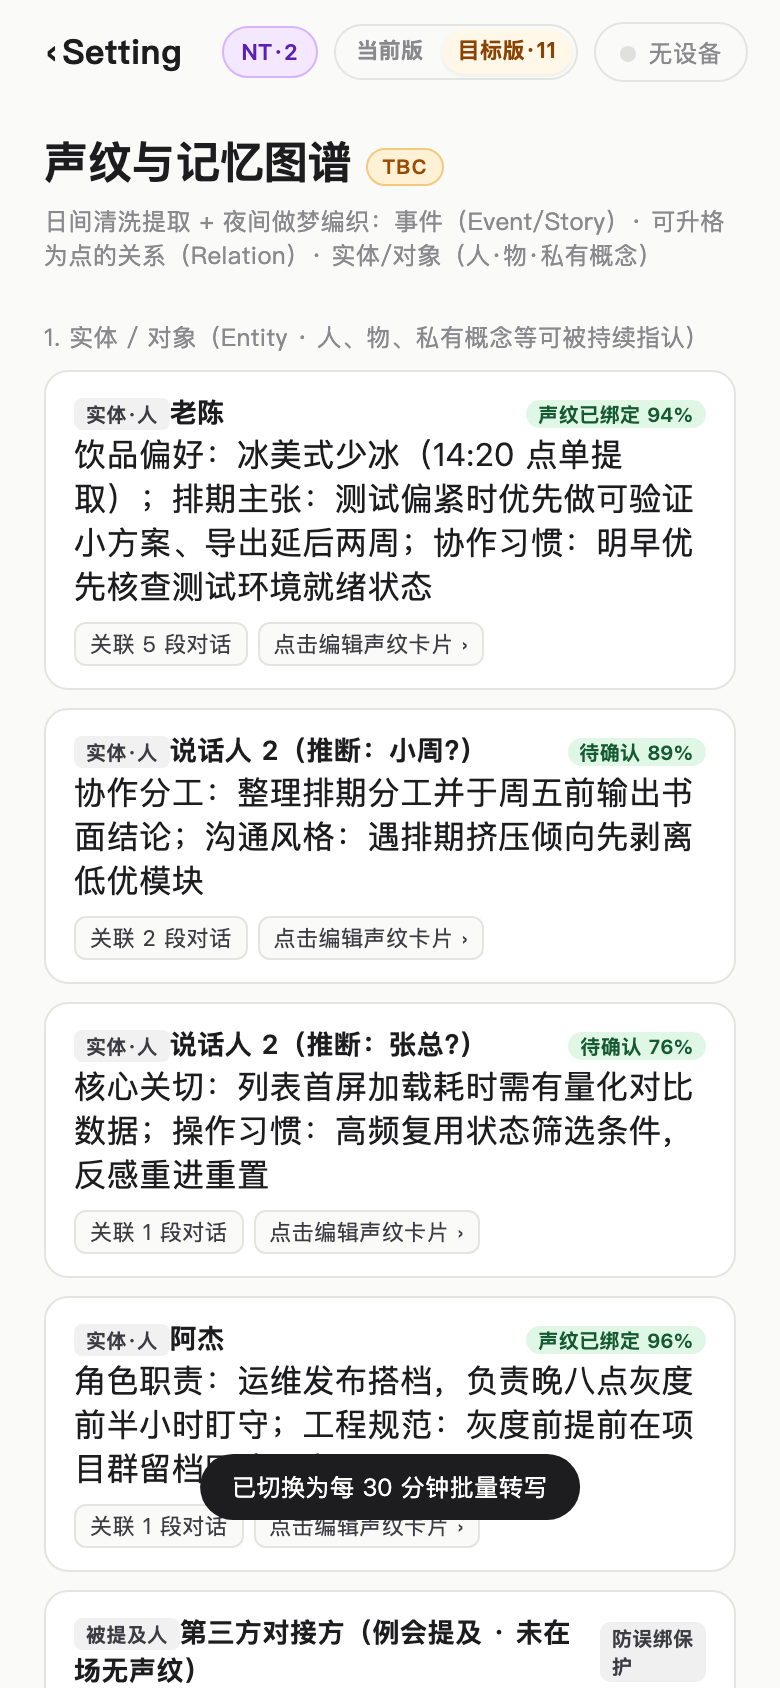 ‹Setting
NT·2
当前版
目标版·11
无设备
声纹与记忆图谱
TBC
日间清洗提取 + 夜间做梦编织：事件（Event/Story）· 可升格
为点的关系（Relation）· 实体/对象（人·物·私有概念）
1. 实体 / 对象（Entity · 人、物、私有概念等可被持续指认）
实体·人 老陈
声纹已绑定 94%
饮品偏好：冰美式少冰（14:20 点单提
取）；排期主张：测试偏紧时优先做可验证
小方案、导出延后两周；协作习惯：明早优
先核查测试环境就绪状态
关联 5 段对话
点击编辑声纹卡片 ›
实体·人 说话人 2（推断：小周?）
待确认 89%
协作分工：整理排期分工并于周五前输出书
面结论；沟通风格：遇排期挤压倾向先剥离
低优模块
关联 2 段对话
点击编辑声纹卡片 ›
实体·人 说话人 2（推断：张总?）
待确认 76%
核心关切：列表首屏加载耗时需有量化对比
数据；操作习惯：高频复用状态筛选条件，
反感重进重置
关联 1 段对话
点击编辑声纹卡片 ›
实体·人 阿杰
声纹已绑定 96%
角色职责：运维发布搭档，负责晚八点灰度
前半小时盯守；工程规范：灰度前提前在项
目群留档
已切换为每 30 分钟批量转写
关联 1 段对话
点击编辑声纹卡片 ›
被提及人 第三方对接方（例会提及 · 未在
场无声纹）
防误绑保
护